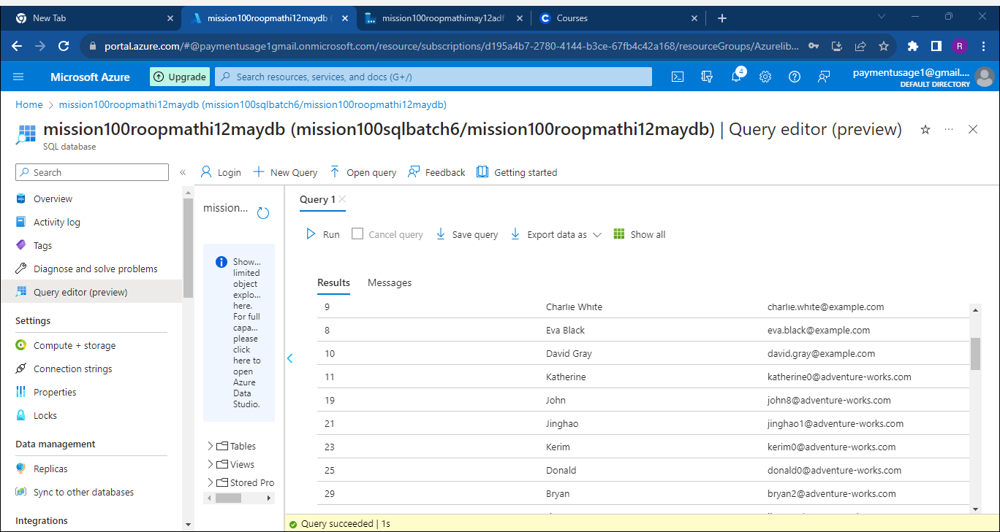 New Tab
mission100roopmathi12maydb (
mission100roopmathimay12adf
Courses
portal.azure.com/#@paymentusage1gmail.onmicrosoft.com/resource/subscriptions/d195a4b7-2780-4144-b3ce-67fb4c42a168/resourceGroups/Azurelib...
R
Microsoft Azure
Upgrade
Search resources, services, and docs (G+/)
4
paymentusage1@gmail....
DEFAULT DIRECTORY
Home > mission100roopmathi12maydb (mission100sqlbatch6/mission100roopmathi12maydb)
mission100roopmathi12maydb (mission100sqlbatch6/mission100roopmathi12maydb) | Query editor (preview)
SQL database
Search
Login
New Query
Open query
Feedback
Getting started
Overview
Activity log
Tags
Diagnose and solve problems
Query editor (preview)
Settings
Compute + storage
Connection strings
Properties
Locks
Data management
Replicas
Sync to other databases
Integrations
mission...
Show...
limited
object
explo...
here.
For full
capa...
please
click
here to
open
Azure
Data
Studio.
Tables
Views
Stored Pro
Query 1
Run
Cancel query
Save query
Export data as
Show all
Results
Messages
9 Charlie White charlie.white@example.com
8 Eva Black eva.black@example.com
10 David Gray david.gray@example.com
11 Katherine katherine0@adventure-works.com
19 John john8@adventure-works.com
21 Jinghao jinghao1@adventure-works.com
23 Kerim kerim0@adventure-works.com
25 Donald donald0@adventure-works.com
29 Bryan bryan2@adventure-works.com
Query succeeded | 1s